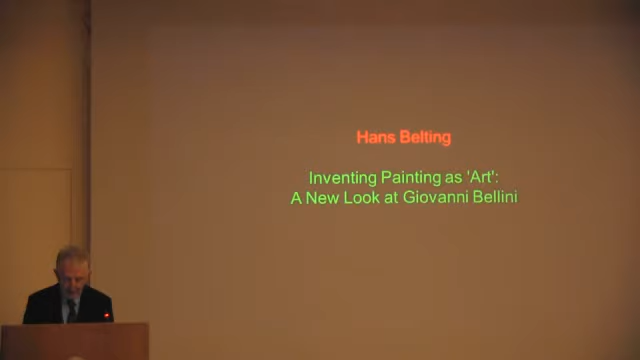 Hans Belting
Inventing Painting as 'Art':
A New Look at Giovanni Bellini